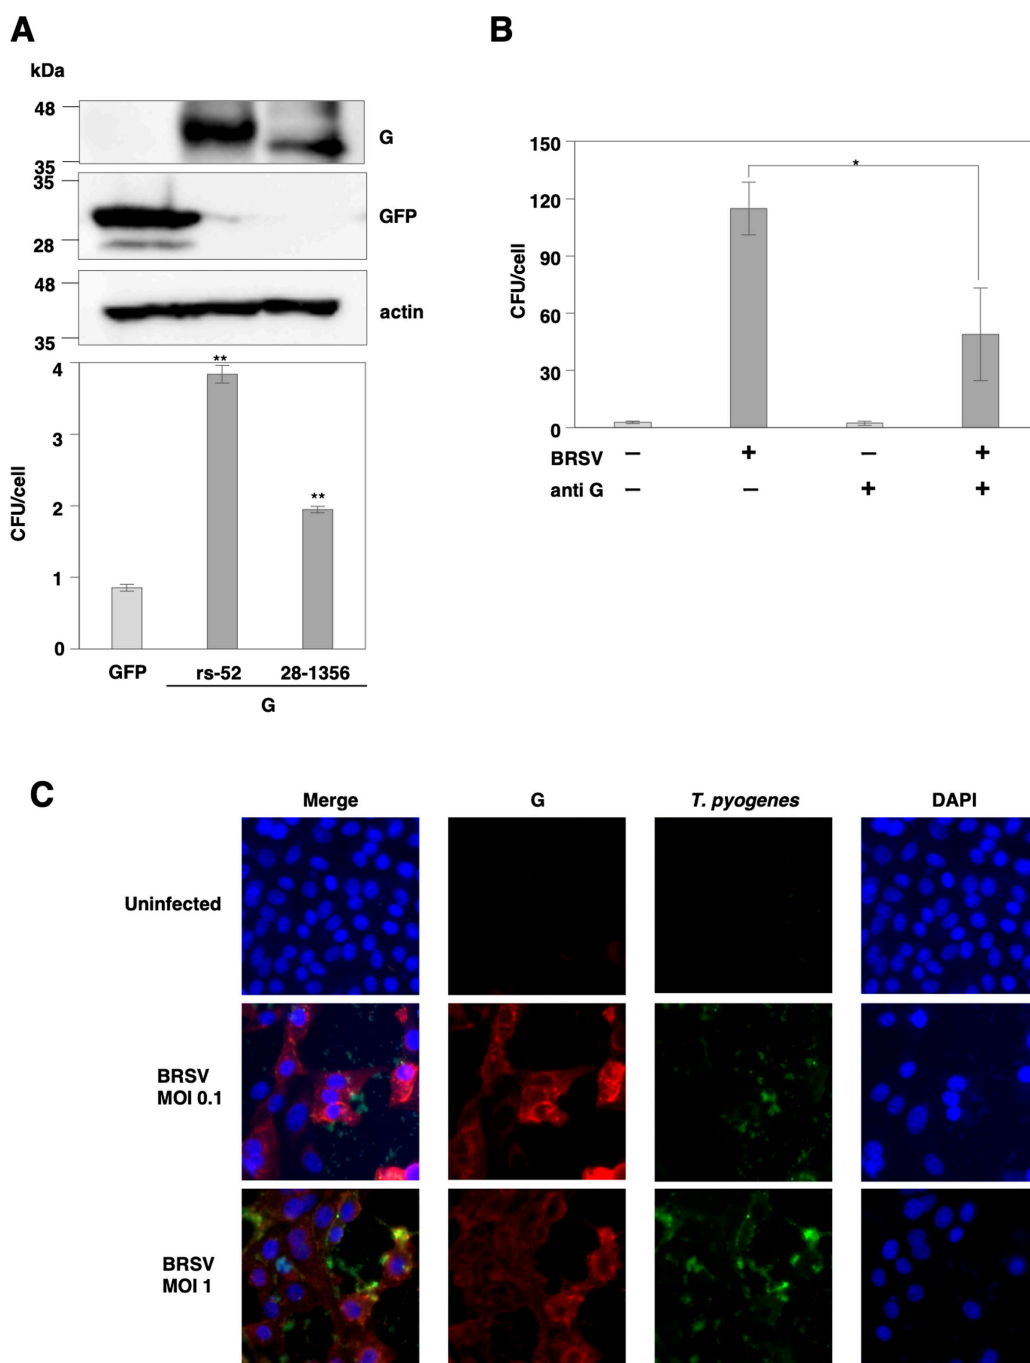 A
kDa
48
G
35
35
GFP
28
48
actin
35
**
**
4
3
2
1
0
CFU/cell
GFP rs-52 28-1356
G
B
150
120
90
60
30
0
CFU/cell
*
BRSV − + − +
anti G − − + +
C
Merge G T. pyogenes DAPI
Uninfected
BRSV
MOI 0.1
BRSV
MOI 1